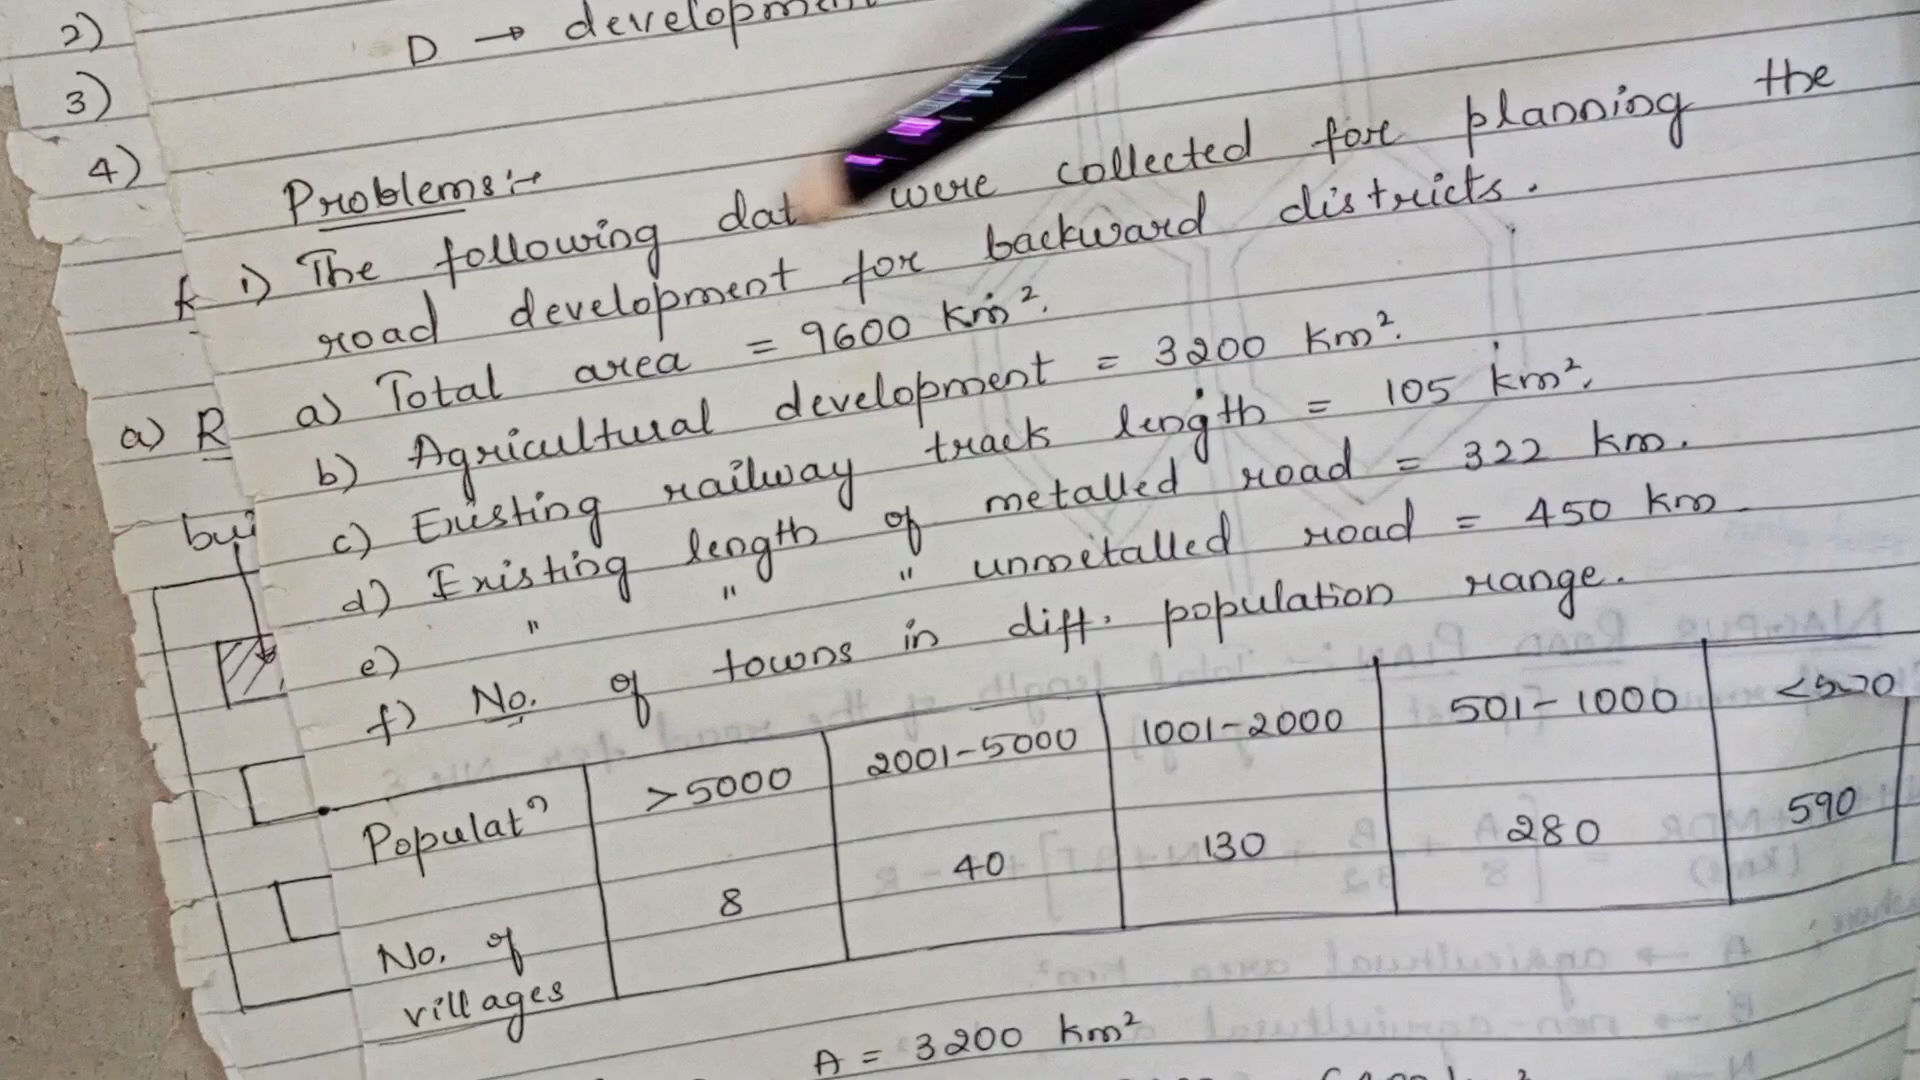 2)
D → development
3)
4)
Problems:-
i) The following dat were collected for planning the
road development for backward districts.
a) Total area = 9600 Km².
b) Agricultural development = 3200 Km².
a) R
c) Existing railway track length = 105 Km².
d) Existing length of metalled road = 322 Km.
e) " " " unmetalled road = 450 Km.
f) No. of towns in diff. population range.
Populatⁿ >5000 2001-5000 1001-2000 501-1000 <500
No. of villages 8 40 130 280 590
A = 3200 Km²